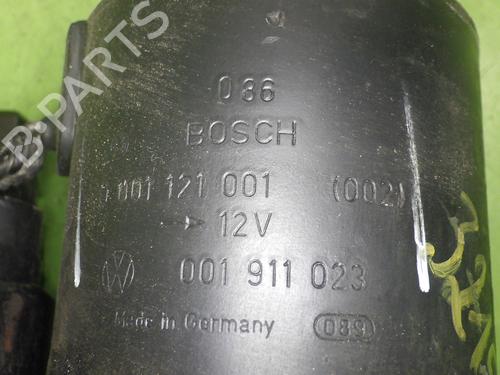 B-PARTS
036
BOSCH
001 121 001 (002)
12V
001 911 023
Made in Germany 089